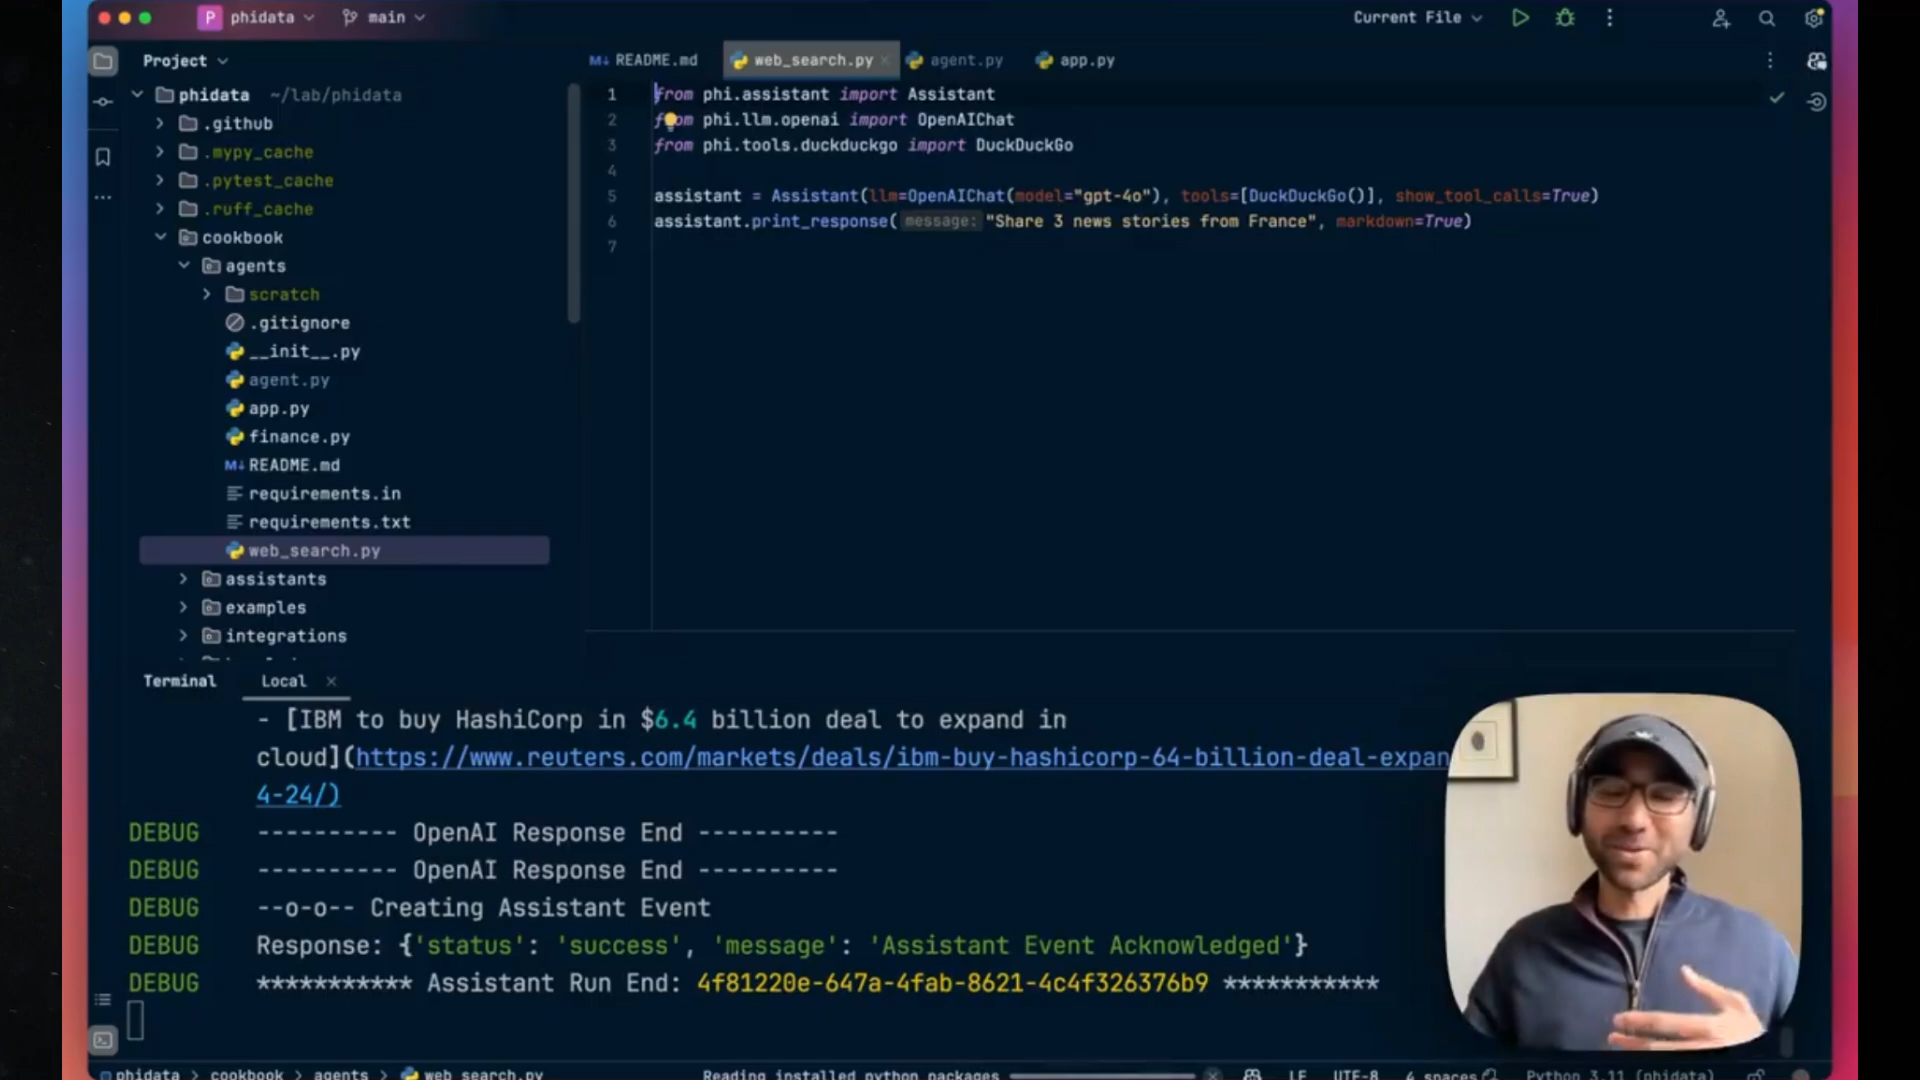 P phidata main Current File
Project README.md web_search.py agent.py app.py
phidata ~/lab/phidata
.github
.mypy_cache
.pytest_cache
.ruff_cache
cookbook
agents
scratch
.gitignore
__init__.py
agent.py
app.py
finance.py
M↓ README.md
requirements.in
requirements.txt
web_search.py
assistants
examples
integrations
1 from phi.assistant import Assistant
2 from phi.llm.openai import OpenAIChat
3 from phi.tools.duckduckgo import DuckDuckGo
4
5 assistant = Assistant(llm=OpenAIChat(model="gpt-4o"), tools=[DuckDuckGo()], show_tool_calls=True)
6 assistant.print_response( message: "Share 3 news stories from France", markdown=True)
7
Terminal Local
- [IBM to buy HashiCorp in $6.4 billion deal to expand in
cloud](https://www.reuters.com/markets/deals/ibm-buy-hashicorp-64-billion-deal-expan
4-24/)
DEBUG ---------- OpenAI Response End ----------
DEBUG ---------- OpenAI Response End ----------
DEBUG --o-o-- Creating Assistant Event
DEBUG Response: {'status': 'success', 'message': 'Assistant Event Acknowledged'}
DEBUG *********** Assistant Run End: 4f81220e-647a-4fab-8621-4c4f326376b9 ***********
phidata > cookbook > agents > web_search.py Reading installed python packages LF UTF-8 4 spaces Python 3.11 (phidata)